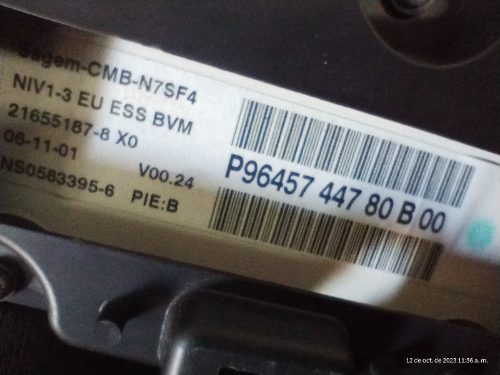 Sagem-CMB-N7SF4
NIV1-3 EU ESS BVM
21655187-8 X0
06-11-01
V00.24
NS0583395-6 PIE:B
P96457 447 80 B 00
12 de oct. de 2023 11:36 a. m.